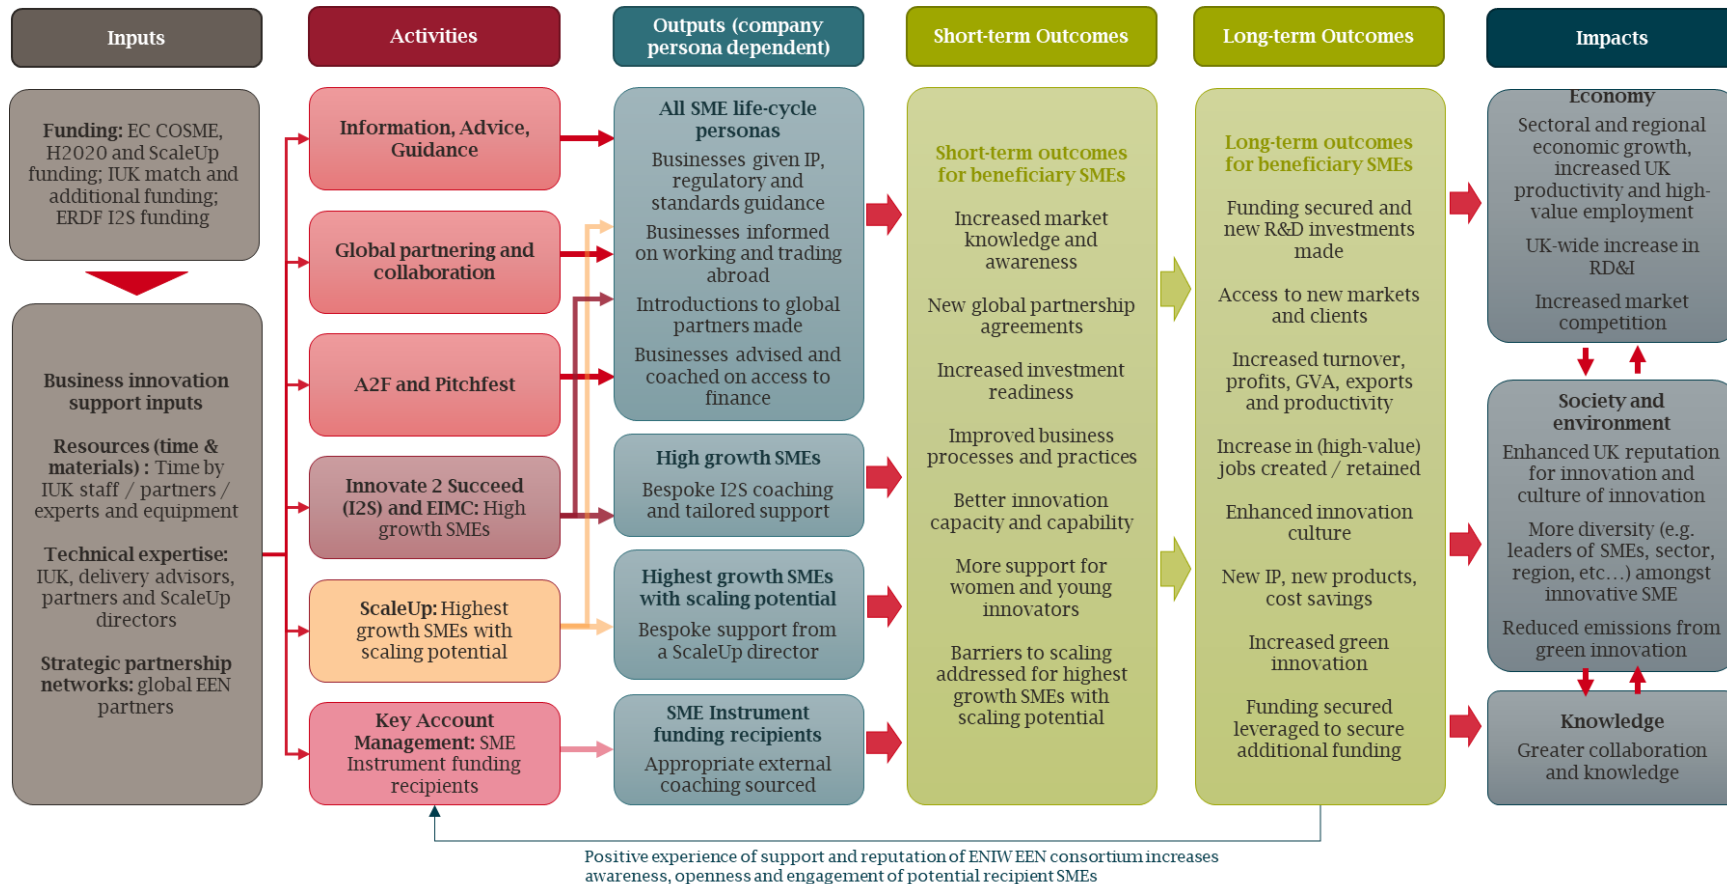 Inputs
Activities
Outputs (company
persona dependent)
Short-term Outcomes
Long-term Outcomes
Impacts
Funding: EC COSME,
H2020 and ScaleUp
funding; IUK match and
additional funding;
ERDF I2S funding
Business innovation
support inputs
Resources (time &
materials) : Time by
IUK staff / partners /
experts and equipment
Technical expertise:
IUK, delivery advisors,
partners and ScaleUp
directors
Strategic partnership
networks: global EEN
partners
Information, Advice,
Guidance
Global partnering and
collaboration
A2F and Pitchfest
Innovate 2 Succeed
(I2S) and EIMC: High
growth SMEs
ScaleUp: Highest
growth SMEs with
scaling potential
Key Account
Management: SME
Instrument funding
recipients
All SME life-cycle
personas
Businesses given IP,
regulatory and
standards guidance
Businesses informed
on working and trading
abroad
Introductions to global
partners made
Businesses advised and
coached on access to
finance
High growth SMEs
Bespoke I2S coaching
and tailored support
Highest growth SMEs
with scaling potential
Bespoke support from
a ScaleUp director
SME Instrument
funding recipients
Appropriate external
coaching sourced
Short-term outcomes
for beneficiary SMEs
Increased market
knowledge and
awareness
New global partnership
agreements
Increased investment
readiness
Improved business
processes and practices
Better innovation
capacity and capability
More support for
women and young
innovators
Barriers to scaling
addressed for highest
growth SMEs with
scaling potential
Long-term outcomes
for beneficiary SMEs
Funding secured and
new R&D investments
made
Access to new markets
and clients
Increased turnover,
profits, GVA, exports
and productivity
Increase in (high-value)
jobs created / retained
Enhanced innovation
culture
New IP, new products,
cost savings
Increased green
innovation
Funding secured
leveraged to secure
additional funding
Economy
Sectoral and regional
economic growth,
increased UK
productivity and high-
value employment
UK-wide increase in
RD&I
Increased market
competition
Society and
environment
Enhanced UK reputation
for innovation and
culture of innovation
More diversity (e.g.
leaders of SMEs, sector,
region, etc…) amongst
innovative SME
Reduced emissions from
green innovation
Knowledge
Greater collaboration
and knowledge
Positive experience of support and reputation of ENIW EEN consortium increases
awareness, openness and engagement of potential recipient SMEs